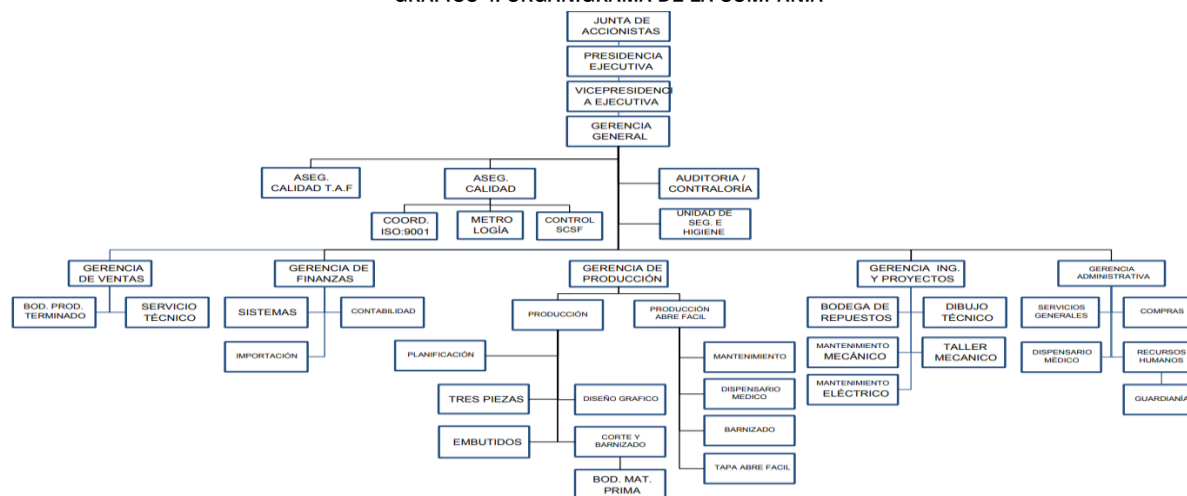 JUNTA DE
ACCIONISTAS
PRESIDENCIA
EJECUTIVA
VICEPRESIDENCI
A EJECUTIVA
GERENCIA
GENERAL
ASEG.
CALIDAD T.A.F
ASEG.
CALIDAD
AUDITORIA /
CONTRALORÍA
COORD.
ISO:9001
METRO
LOGÍA
CONTROL
SCSF
UNIDAD DE
SEG. E
HIGIENE
GERENCIA
DE VENTAS
GERENCIA DE
FINANZAS
GERENCIA DE
PRODUCCIÓN
GERENCIA ING.
Y PROYECTOS
GERENCIA
ADMINISTRATIVA
BOD. PROD.
TERMINADO
SERVICIO
TÉCNICO
SISTEMAS
CONTABILIDAD
IMPORTACIÓN
PRODUCCIÓN
PRODUCCIÓN
ABRE FACIL
PLANIFICACIÓN
TRES PIEZAS
DISEÑO GRAFICO
EMBUTIDOS
CORTE Y
BARNIZADO
BOD. MAT.
PRIMA
MANTENIMIENTO
DISPENSARIO
MEDICO
BARNIZADO
TAPA ABRE FACIL
BODEGA DE
REPUESTOS
DIBUJO
TÉCNICO
MANTENIMIENTO
MECÁNICO
TALLER
MECANICO
MANTENIMIENTO
ELÉCTRICO
SERVICIOS
GENERALES
COMPRAS
DISPENSARIO
MÉDICO
RECURSOS
HUMANOS
GUARDIANÍA